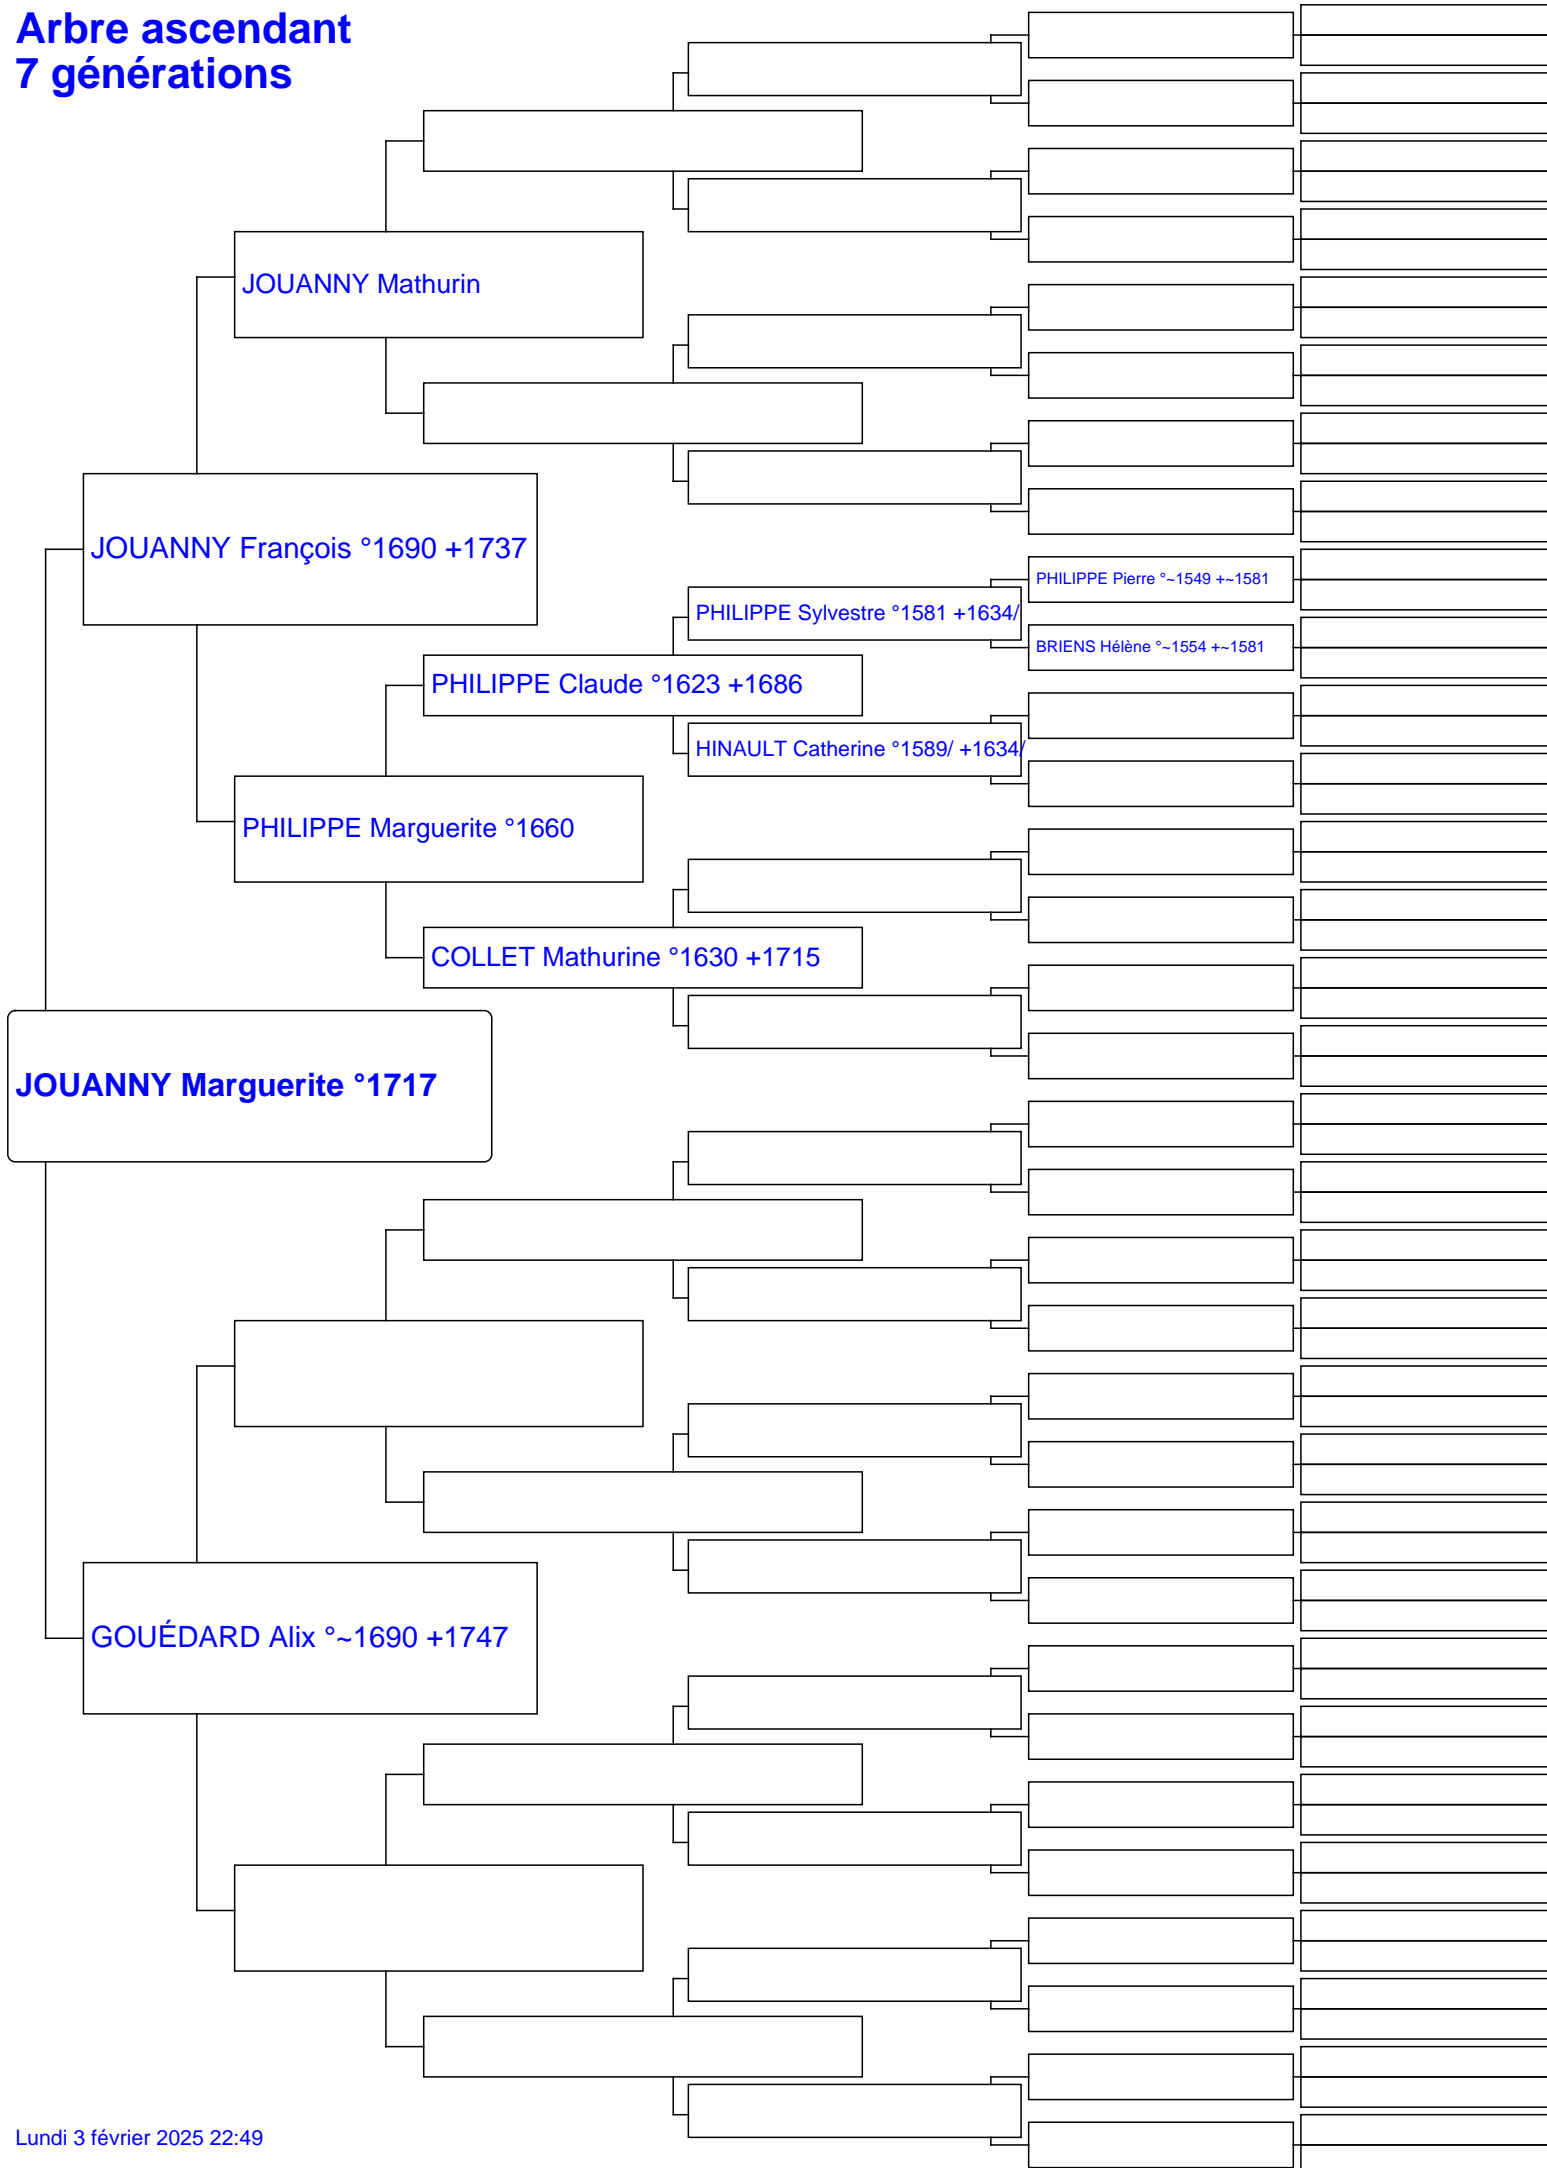 Arbre ascendant
7 générations
JOUANNY Mathurin
JOUANNY François °1690 +1737
PHILIPPE Pierre °~1549 +~1581
PHILIPPE Sylvestre °1581 +1634/
BRIENS Hélène °~1554 +~1581
PHILIPPE Claude °1623 +1686
HINAULT Catherine °1589/ +1634/
PHILIPPE Marguerite °1660
COLLET Mathurine °1630 +1715
JOUANNY Marguerite °1717
GOUÉDARD Alix °~1690 +1747
Lundi 3 février 2025 22:49